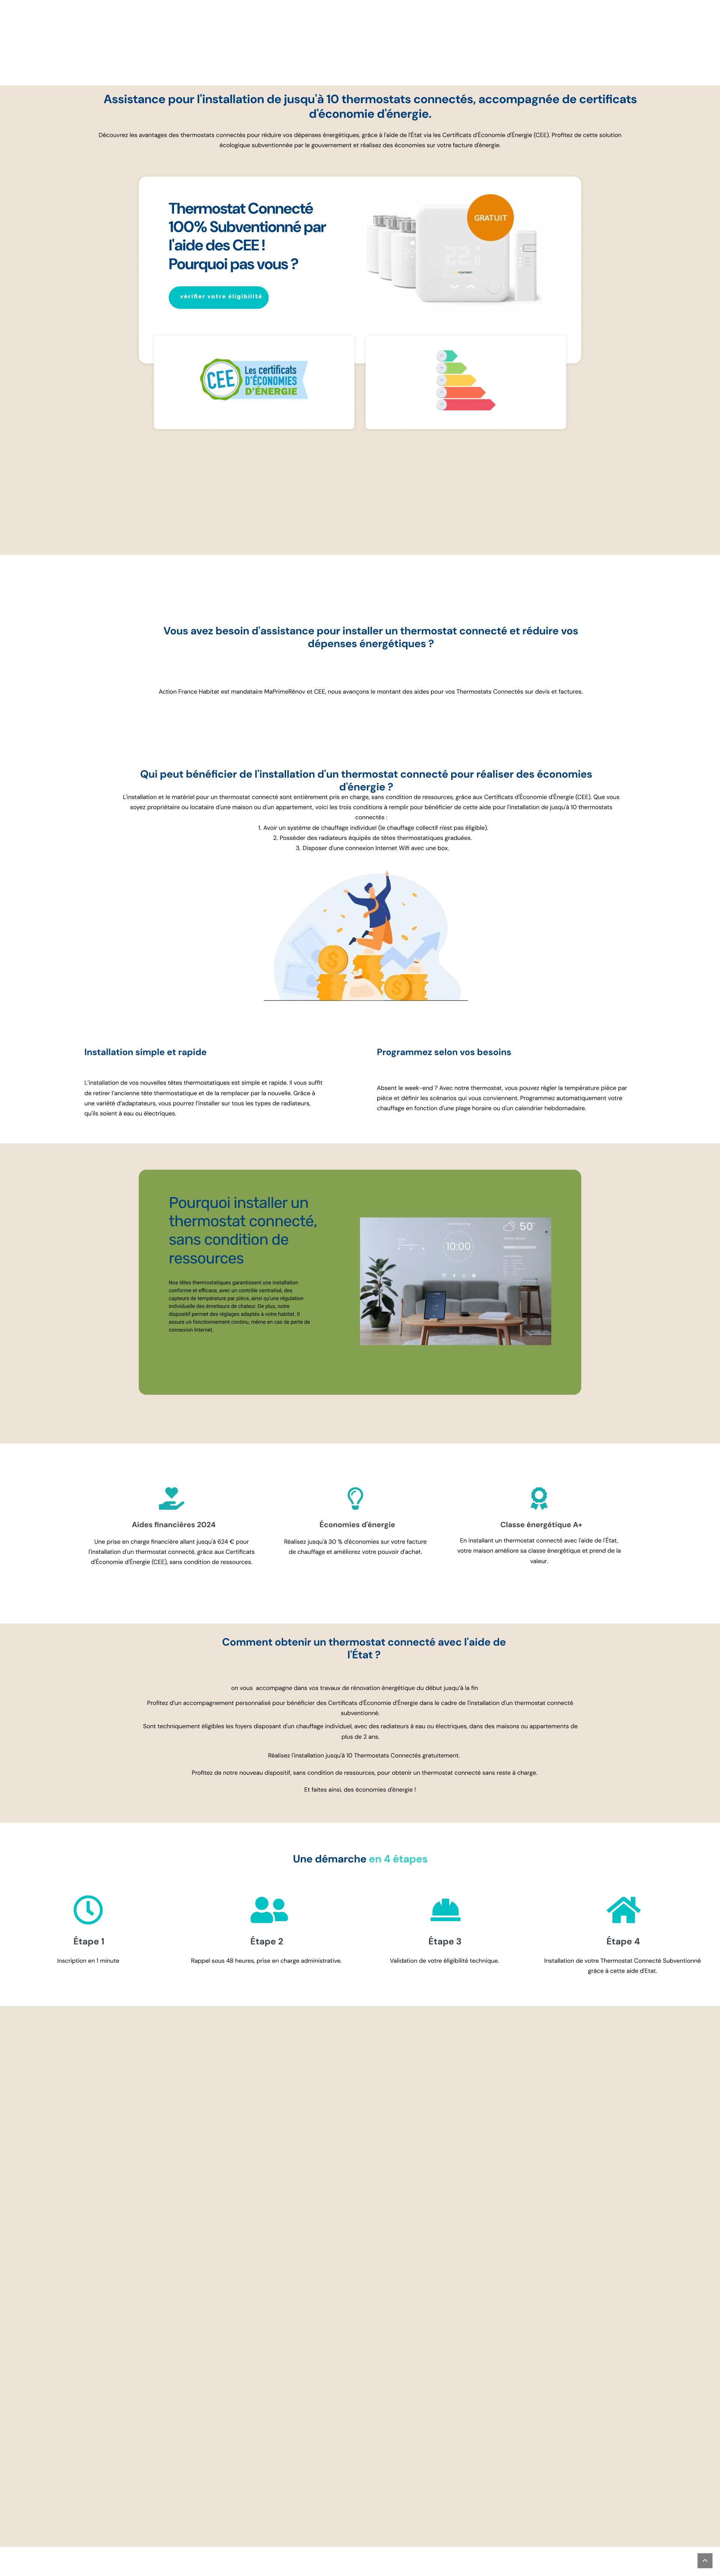 Assistance pour l'installation de jusqu'à 10 thermostats connectés, accompagnée de certificats
d'économie d'énergie.
Découvrez les avantages des thermostats connectés pour réduire vos dépenses énergétiques, grâce à l'aide de l'État via les Certificats d'Économie d'Énergie (CEE). Profitez de cette solution
écologique subventionnée par le gouvernement et réalisez des économies sur votre facture d'énergie.
Thermostat Connecté
100% Subventionné par
l'aide des CEE !
Pourquoi pas vous ?
vérifier votre éligibilité
GRATUIT
CEE
Les certificats
D'ÉCONOMIES
D'ÉNERGIE
Vous avez besoin d'assistance pour installer un thermostat connecté et réduire vos
dépenses énergétiques ?
Action France Habitat est mandataire MaPrimeRénov et CEE, nous avançons le montant des aides pour vos Thermostats Connectés sur devis et factures.
Qui peut bénéficier de l'installation d'un thermostat connecté pour réaliser des économies
d'énergie ?
L'installation et le matériel pour un thermostat connecté sont entièrement pris en charge, sans condition de ressources, grâce aux Certificats d'Économie d'Énergie (CEE). Que vous
soyez propriétaire ou locataire d'une maison ou d'un appartement, voici les trois conditions à remplir pour bénéficier de cette aide pour l'installation de jusqu'à 10 thermostats
connectés :
1. Avoir un système de chauffage individuel (le chauffage collectif n'est pas éligible).
2. Posséder des radiateurs équipés de têtes thermostatiques graduées.
3. Disposer d'une connexion Internet Wifi avec une box.
Installation simple et rapide
L'installation de vos nouvelles têtes thermostatiques est simple et rapide. Il vous suffit
de retirer l'ancienne tête thermostatique et de la remplacer par la nouvelle. Grâce à
une variété d'adaptateurs, vous pourrez l'installer sur tous les types de radiateurs,
qu'ils soient à eau ou électriques.
Programmez selon vos besoins
Absent le week-end ? Avec notre thermostat, vous pouvez régler la température pièce par
pièce et définir les scénarios qui vous conviennent. Programmez automatiquement votre
chauffage en fonction d'une plage horaire ou d'un calendrier hebdomadaire.
Pourquoi installer un
thermostat connecté,
sans condition de
ressources
Nos têtes thermostatiques garantissent une installation
conforme et efficace, avec un contrôle centralisé, des
capteurs de température par pièce, ainsi qu'une régulation
individuelle des émetteurs de chaleur. De plus, notre
dispositif permet des réglages adaptés à votre habitat. Il
assure un fonctionnement continu, même en cas de perte de
connexion Internet.
50°
10:00
Aides financières 2024
Une prise en charge financière allant jusqu'à 624 € pour
l'installation d'un thermostat connecté, grâce aux Certificats
d'Économie d'Énergie (CEE), sans condition de ressources.
Économies d'énergie
Réalisez jusqu'à 30 % d'économies sur votre facture
de chauffage et améliorez votre pouvoir d'achat.
Classe énergétique A+
En installant un thermostat connecté avec l'aide de l'État,
votre maison améliore sa classe énergétique et prend de la
valeur.
Comment obtenir un thermostat connecté avec l'aide de
l'État ?
on vous accompagne dans vos travaux de rénovation énergétique du début jusqu'à la fin
Profitez d'un accompagnement personnalisé pour bénéficier des Certificats d'Économie d'Énergie dans le cadre de l'installation d'un thermostat connecté
subventionné.
Sont techniquement éligibles les foyers disposant d'un chauffage individuel, avec des radiateurs à eau ou électriques, dans des maisons ou appartements de
plus de 2 ans.
Réalisez l'installation jusqu'à 10 Thermostats Connectés gratuitement.
Profitez de notre nouveau dispositif, sans condition de ressources, pour obtenir un thermostat connecté sans reste à charge.
Et faites ainsi, des économies d'énergie !
Une démarche en 4 étapes
Étape 1
Inscription en 1 minute
Étape 2
Rappel sous 48 heures, prise en charge administrative.
Étape 3
Validation de votre éligibilité technique.
Étape 4
Installation de votre Thermostat Connecté Subventionné
grâce à cette aide d'Etat.